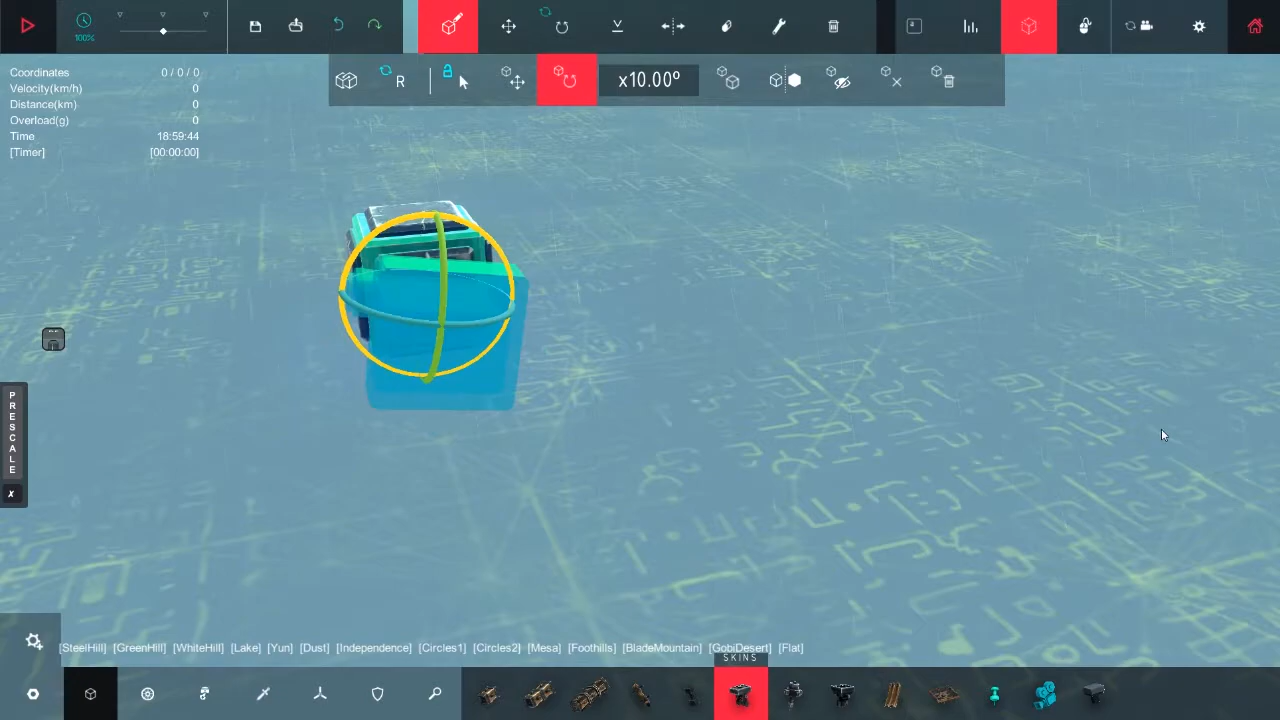 100%
R
x10.00º
Coordinates 0 / 0 / 0
Velocity(km/h) 0
Distance(km) 0
Overload(g) 0
Time 18:59:44
[Timer] [00:00:00]
PRESCALE
x
[SteelHill] [GreenHill] [WhiteHill] [Lake] [Yun] [Dust] [Independence] [Circles1] [Circles2] [Mesa] [Foothills] [BladeMountain] [GobiDesert] [Flat]
SKINS